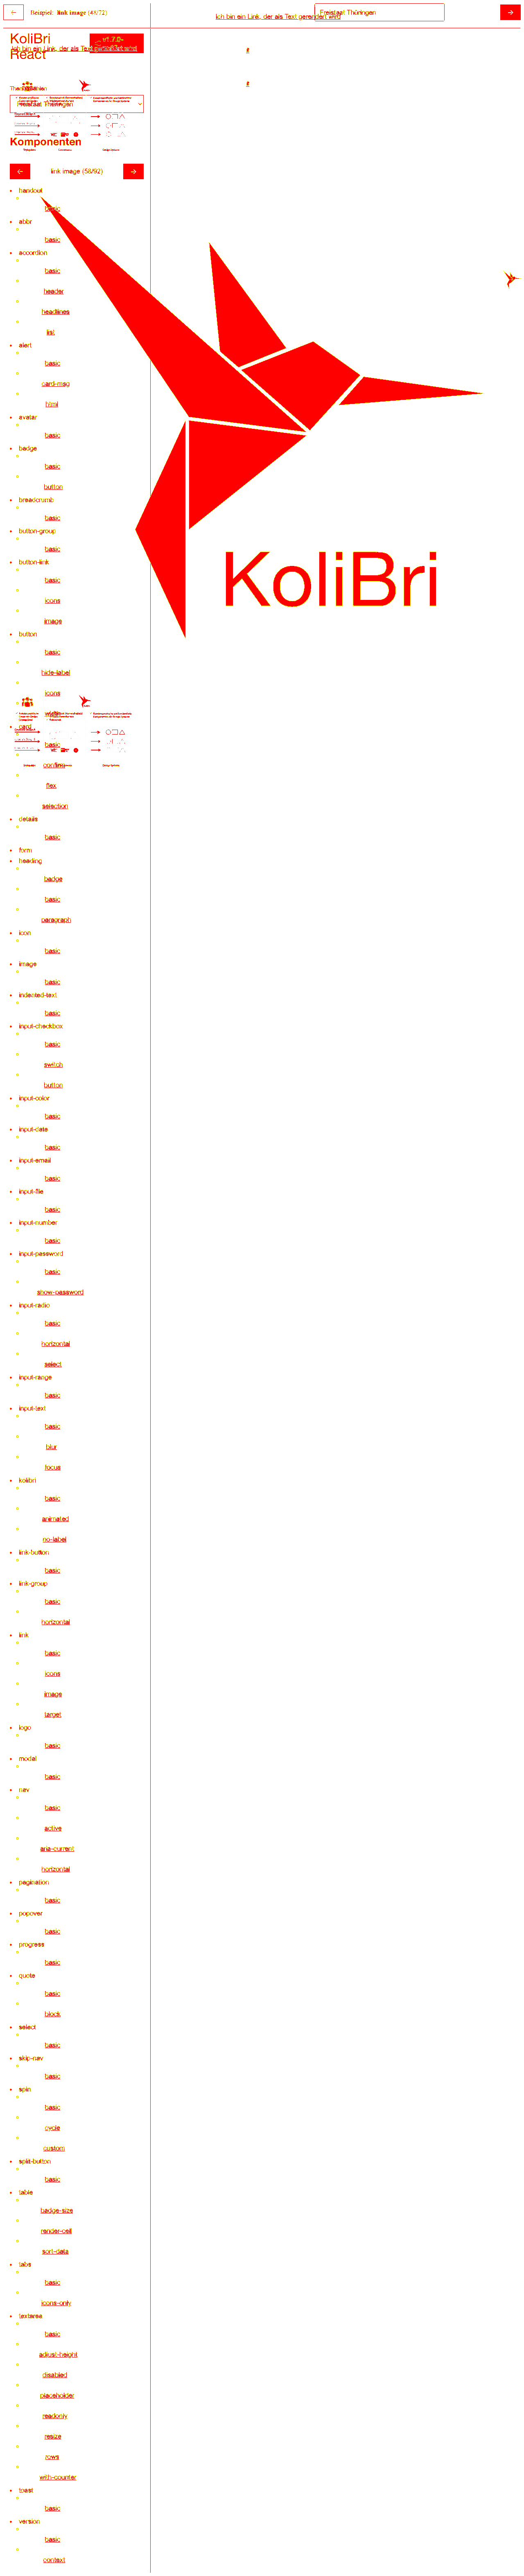 Beispiel: link image (48/72)
Ich bin ein Link, der als Text gerendert wird
Freistaat Thüringen
KoliBri
React
Ich bin ein Link, der als Text gerendert wird
Komponenten
link image (58/92)
handout
basic
abbr
basic
accordion
basic
header
headlines
list
alert
basic
card-msg
html
avatar
basic
badge
basic
button
breadcrumb
basic
button-group
basic
button-link
basic
icons
image
button
basic
hide-label
icons
width
card
basic
confirm
flex
selection
details
basic
form
heading
badge
basic
paragraph
icon
basic
image
basic
indented-text
basic
input-checkbox
basic
switch
button
input-color
basic
input-date
basic
input-email
basic
input-file
basic
input-number
basic
input-password
basic
show-password
input-radio
basic
horizontal
select
input-range
basic
input-text
basic
blur
focus
kolibri
basic
animated
no-label
link-button
basic
link-group
basic
horizontal
link
basic
icons
image
target
logo
basic
modal
basic
nav
basic
active
aria-current
horizontal
pagination
basic
popover
basic
progress
basic
quote
basic
block
select
basic
skip-nav
basic
spin
basic
cycle
custom
split-button
basic
table
badge-size
render-cell
sort-data
tabs
basic
icons-only
textarea
basic
adjust-height
disabled
placeholder
readonly
resize
rows
with-counter
toast
basic
version
basic
context
KoliBri